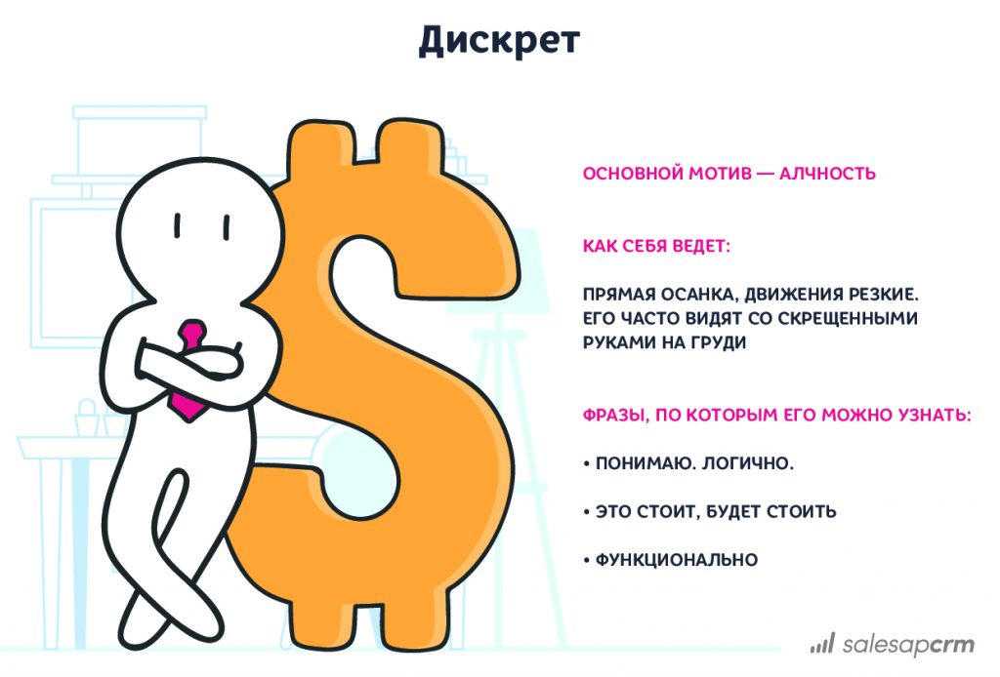 Дискрет
ОСНОВНОЙ МОТИВ — АЛЧНОСТЬ
КАК СЕБЯ ВЕДЕТ:
ПРЯМАЯ ОСАНКА, ДВИЖЕНИЯ РЕЗКИЕ.
ЕГО ЧАСТО ВИДЯТ СО СКРЕЩЕННЫМИ
РУКАМИ НА ГРУДИ
ФРАЗЫ, ПО КОТОРЫМ ЕГО МОЖНО УЗНАТЬ:
• ПОНИМАЮ. ЛОГИЧНО.
• ЭТО СТОИТ, БУДЕТ СТОИТЬ
• ФУНКЦИОНАЛЬНО
salesapcrm